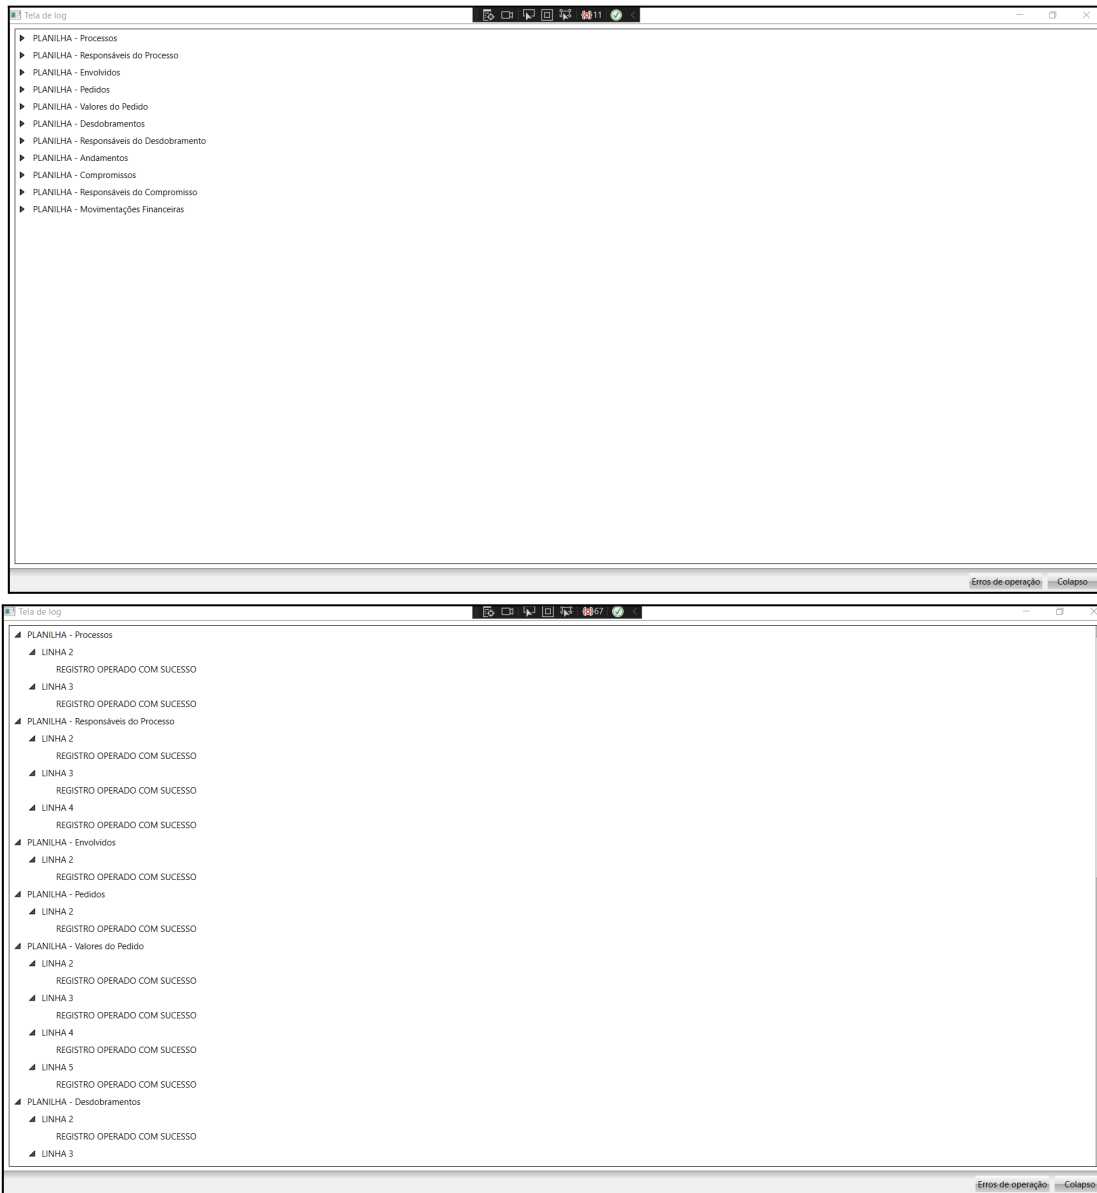 Tela de log
11
PLANILHA - Processos
PLANILHA - Responsáveis do Processo
PLANILHA - Envolvidos
PLANILHA - Pedidos
PLANILHA - Valores do Pedido
PLANILHA - Desdobramentos
PLANILHA - Responsáveis do Desdobramento
PLANILHA - Andamentos
PLANILHA - Compromissos
PLANILHA - Responsáveis do Compromisso
PLANILHA - Movimentações Financeiras
Erros de operação Colapso
Tela de log
67
PLANILHA - Processos
LINHA 2
REGISTRO OPERADO COM SUCESSO
LINHA 3
REGISTRO OPERADO COM SUCESSO
PLANILHA - Responsáveis do Processo
LINHA 2
REGISTRO OPERADO COM SUCESSO
LINHA 3
REGISTRO OPERADO COM SUCESSO
LINHA 4
REGISTRO OPERADO COM SUCESSO
PLANILHA - Envolvidos
LINHA 2
REGISTRO OPERADO COM SUCESSO
PLANILHA - Pedidos
LINHA 2
REGISTRO OPERADO COM SUCESSO
PLANILHA - Valores do Pedido
LINHA 2
REGISTRO OPERADO COM SUCESSO
LINHA 3
REGISTRO OPERADO COM SUCESSO
LINHA 4
REGISTRO OPERADO COM SUCESSO
LINHA 5
REGISTRO OPERADO COM SUCESSO
PLANILHA - Desdobramentos
LINHA 2
REGISTRO OPERADO COM SUCESSO
LINHA 3
Erros de operação Colapso